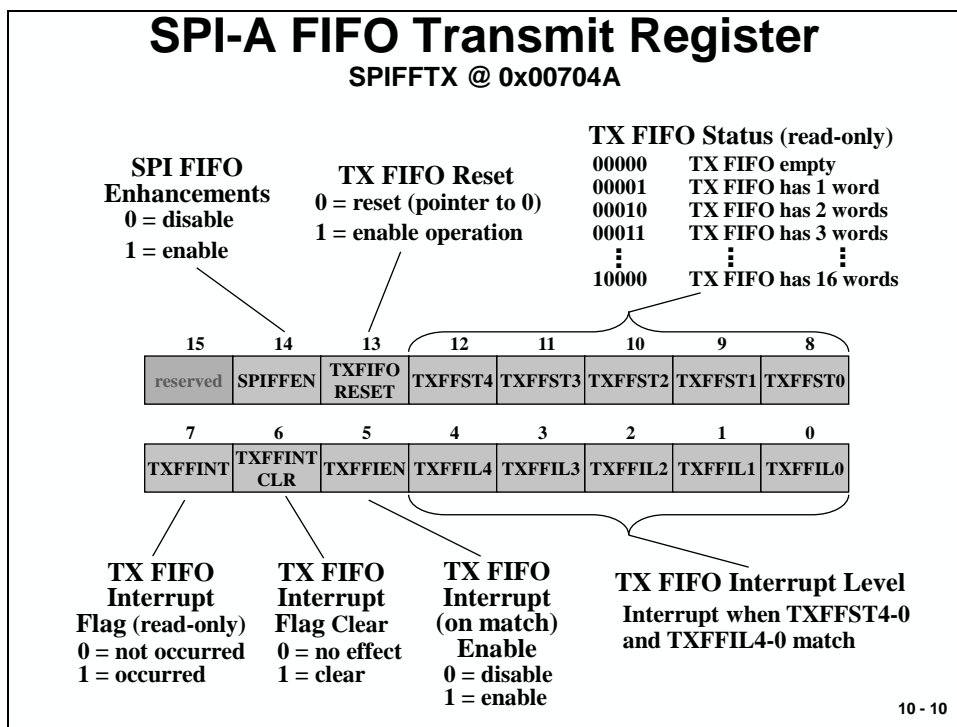 SPI-A FIFO Transmit Register
SPIFFTX @ 0x00704A
SPI FIFO
Enhancements
0 = disable
1 = enable
TX FIFO Reset
0 = reset (pointer to 0)
1 = enable operation
TX FIFO Status (read-only)
00000 TX FIFO empty
00001 TX FIFO has 1 word
00010 TX FIFO has 2 words
00011 TX FIFO has 3 words
10000 TX FIFO has 16 words
15 14 13 12 11 10 9 8
reserved SPIFFEN TXFIFO RESET TXFFST4 TXFFST3 TXFFST2 TXFFST1 TXFFST0
7 6 5 4 3 2 1 0
TXFFINT TXFFINT CLR TXFFIEN TXFFIL4 TXFFIL3 TXFFIL2 TXFFIL1 TXFFIL0
TX FIFO
Interrupt
Flag (read-only)
0 = not occurred
1 = occurred
TX FIFO
Interrupt
Flag Clear
0 = no effect
1 = clear
TX FIFO
Interrupt
(on match)
Enable
0 = disable
1 = enable
TX FIFO Interrupt Level
Interrupt when TXFFST4-0
and TXFFIL4-0 match
10 - 10